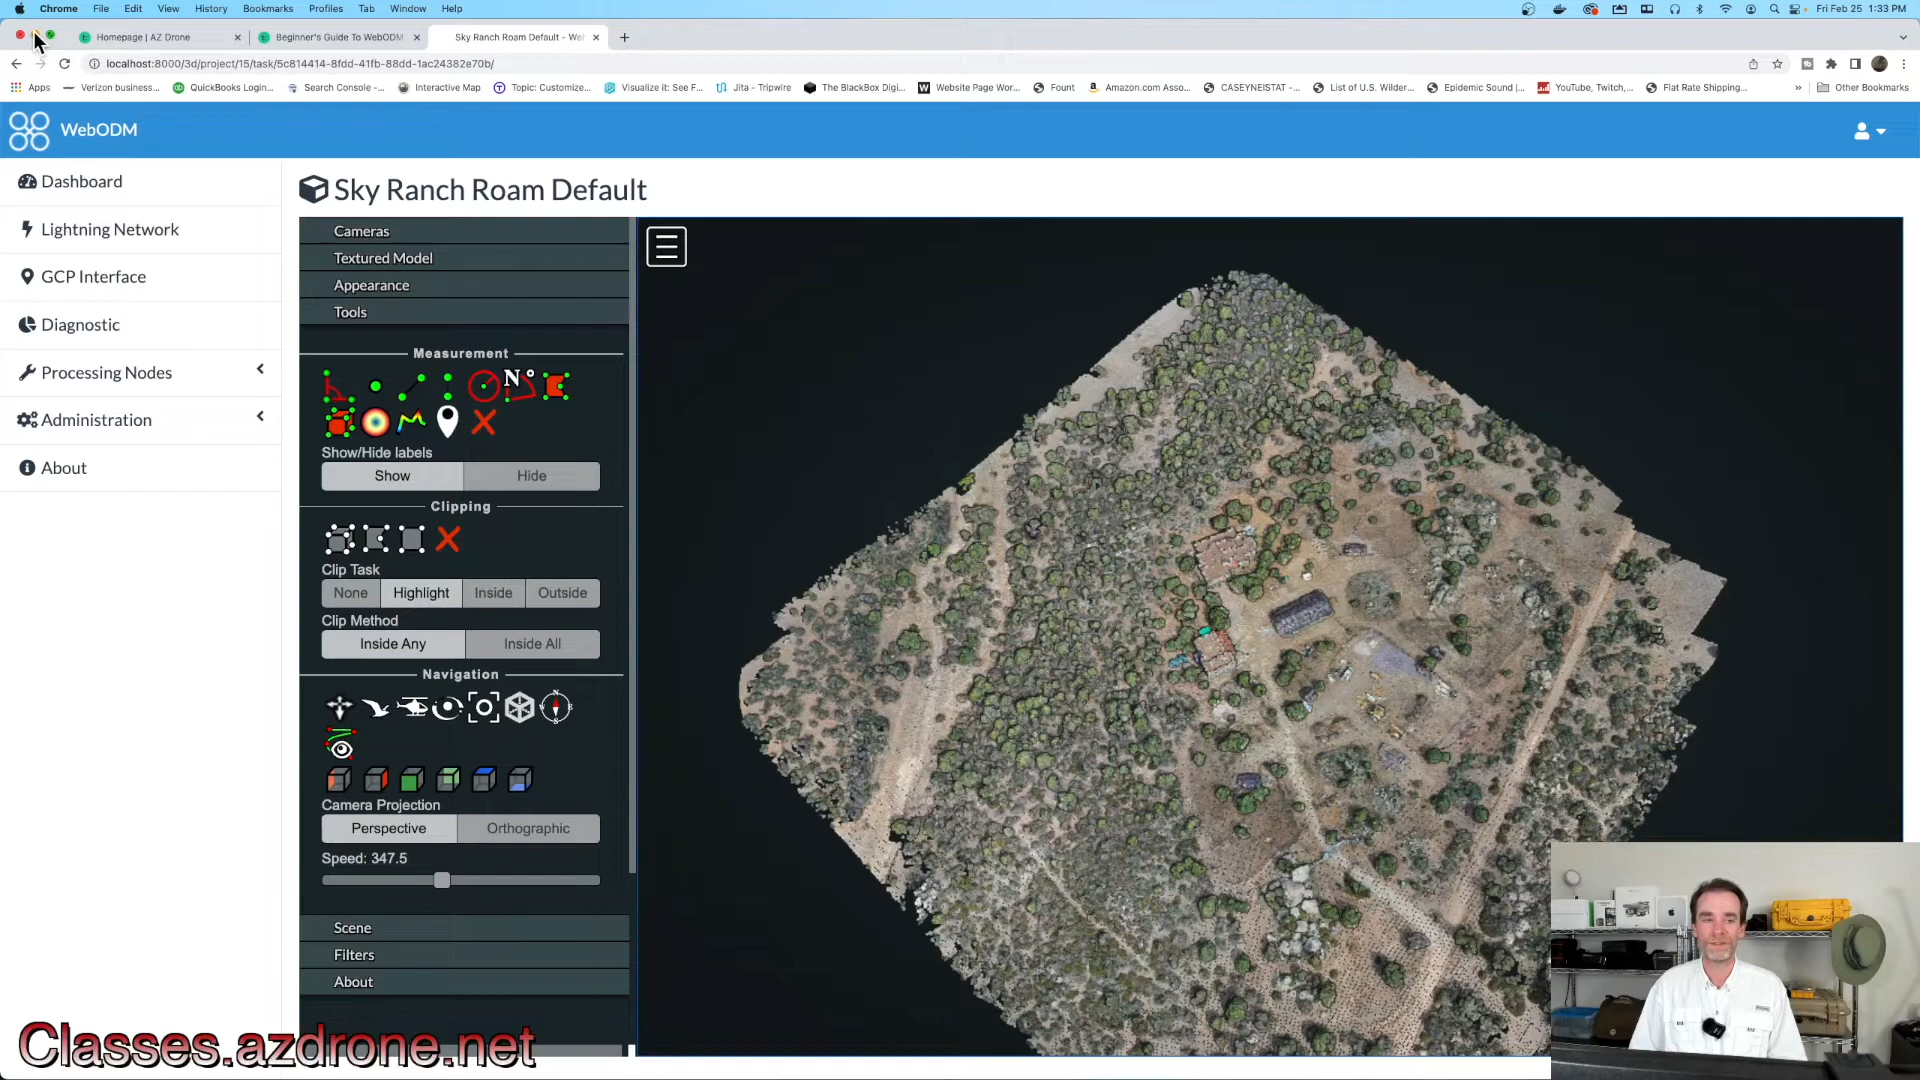 Chrome File Edit View History Bookmarks Profiles Tab Window Help Fri Feb 25 1:33 PM
Homepage | AZ Drone Beginner's Guide To WebODM Sky Ranch Roam Default - We
localhost:8000/3d/project/15/task/5c814414-8fdd-41fb-88dd-1ac24382e70b/
Apps Verizon business... QuickBooks Login... Search Console -... Interactive Map Topic: Customize... Visualize it: See F... Jita - Tripwire The BlackBox Digi... Website Page Wor... Fount Amazon.com Asso... CASEYNEISTAT -... List of U.S. Wilder... Epidemic Sound |... YouTube, Twitch,... Flat Rate Shipping... » Other Bookmarks
WebODM
Dashboard
Lightning Network
GCP Interface
Diagnostic
Processing Nodes
Administration
About
Sky Ranch Roam Default
Cameras
Textured Model
Appearance
Tools
Measurement
N°
Show/Hide labels
Show Hide
Clipping
Clip Task
None Highlight Inside Outside
Clip Method
Inside Any Inside All
Navigation
Camera Projection
Perspective Orthographic
Speed: 347.5
Scene
Filters
About
Classes.azdrone.net